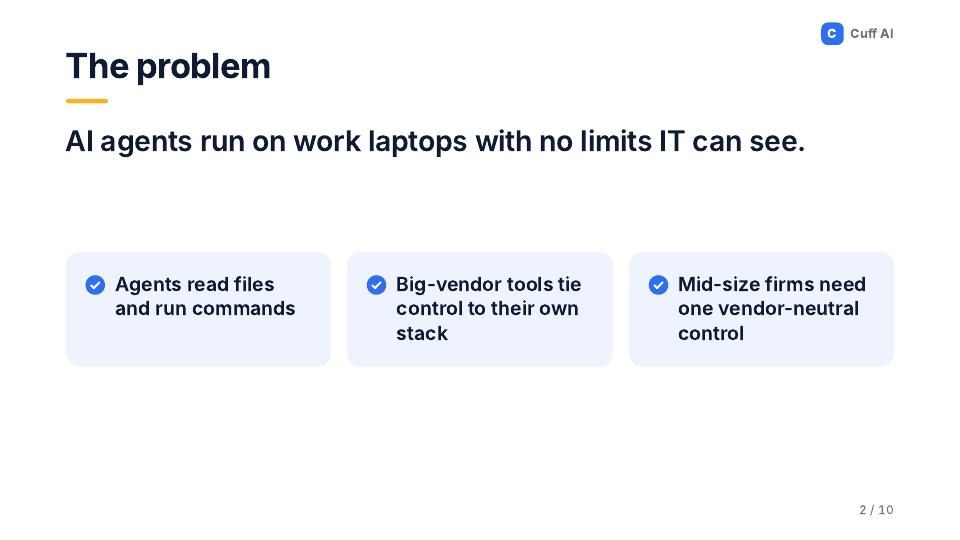 C Cuff AI
The problem
AI agents run on work laptops with no limits IT can see.
Agents read files
and run commands
Big-vendor tools tie
control to their own
stack
Mid-size firms need
one vendor-neutral
control
2 / 10